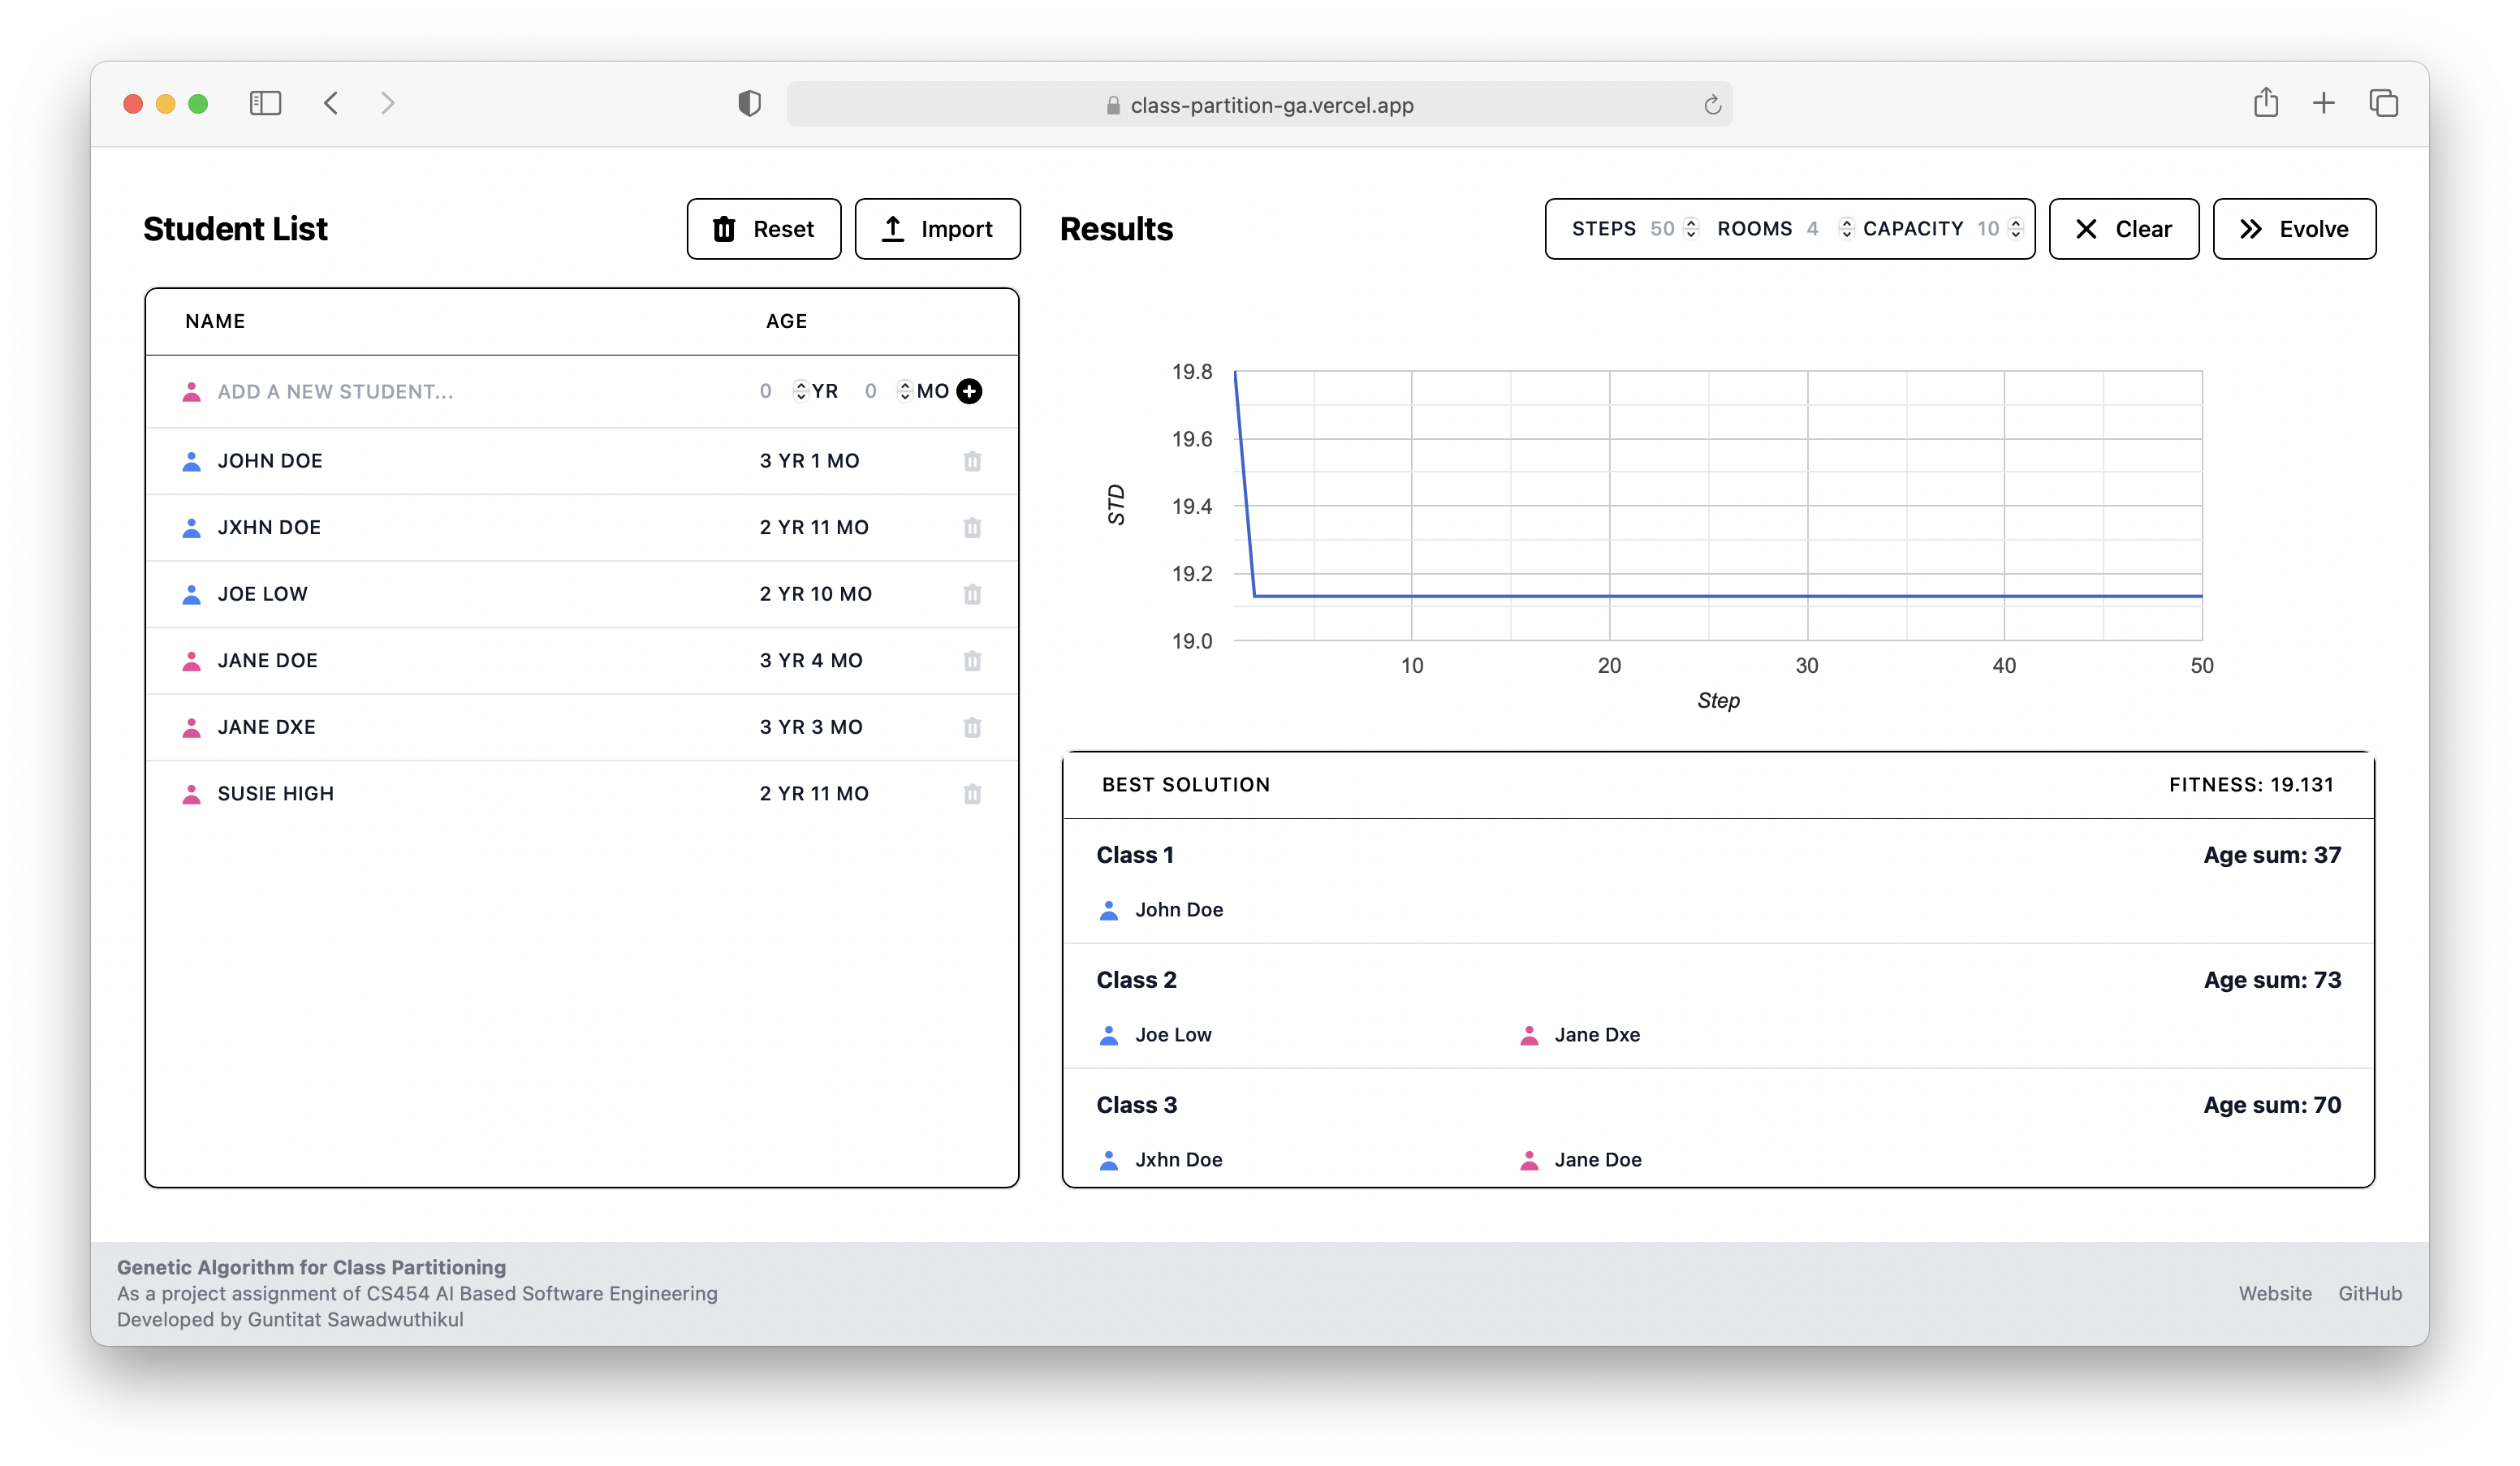 class-partition-ga.vercel.app
Student List
Reset
Import
NAME AGE
ADD A NEW STUDENT... 0 YR 0 MO
JOHN DOE 3 YR 1 MO
JXHN DOE 2 YR 11 MO
JOE LOW 2 YR 10 MO
JANE DOE 3 YR 4 MO
JANE DXE 3 YR 3 MO
SUSIE HIGH 2 YR 11 MO
Results
STEPS 50 ROOMS 4 CAPACITY 10
Clear
Evolve
STD
19.8
19.6
19.4
19.2
19.0
10 20 30 40 50
Step
BEST SOLUTION FITNESS: 19.131
Class 1 Age sum: 37
John Doe
Class 2 Age sum: 73
Joe Low Jane Dxe
Class 3 Age sum: 70
Jxhn Doe Jane Doe
Genetic Algorithm for Class Partitioning
As a project assignment of CS454 AI Based Software Engineering
Developed by Guntitat Sawadwuthikul
Website GitHub